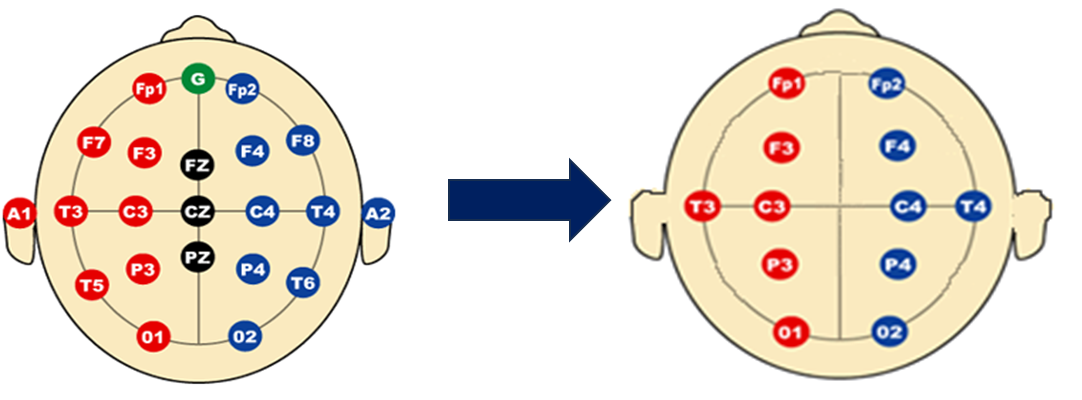 G
Fp1 Fp2
F7 F3 FZ F4 F8
A1 T3 C3 CZ C4 T4 A2
T5 P3 PZ P4 T6
01 02
Fp1 Fp2
F3 F4
T3 C3 C4 T4
P3 P4
01 02